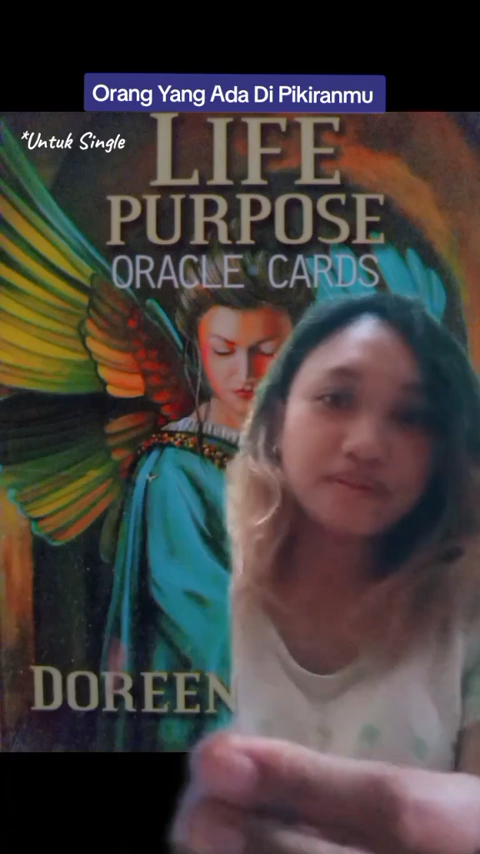 Orang Yang Ada Di Pikiranmu
*Untuk Single
LIFE
PURPOSE
ORACLE CARDS
DOREEN